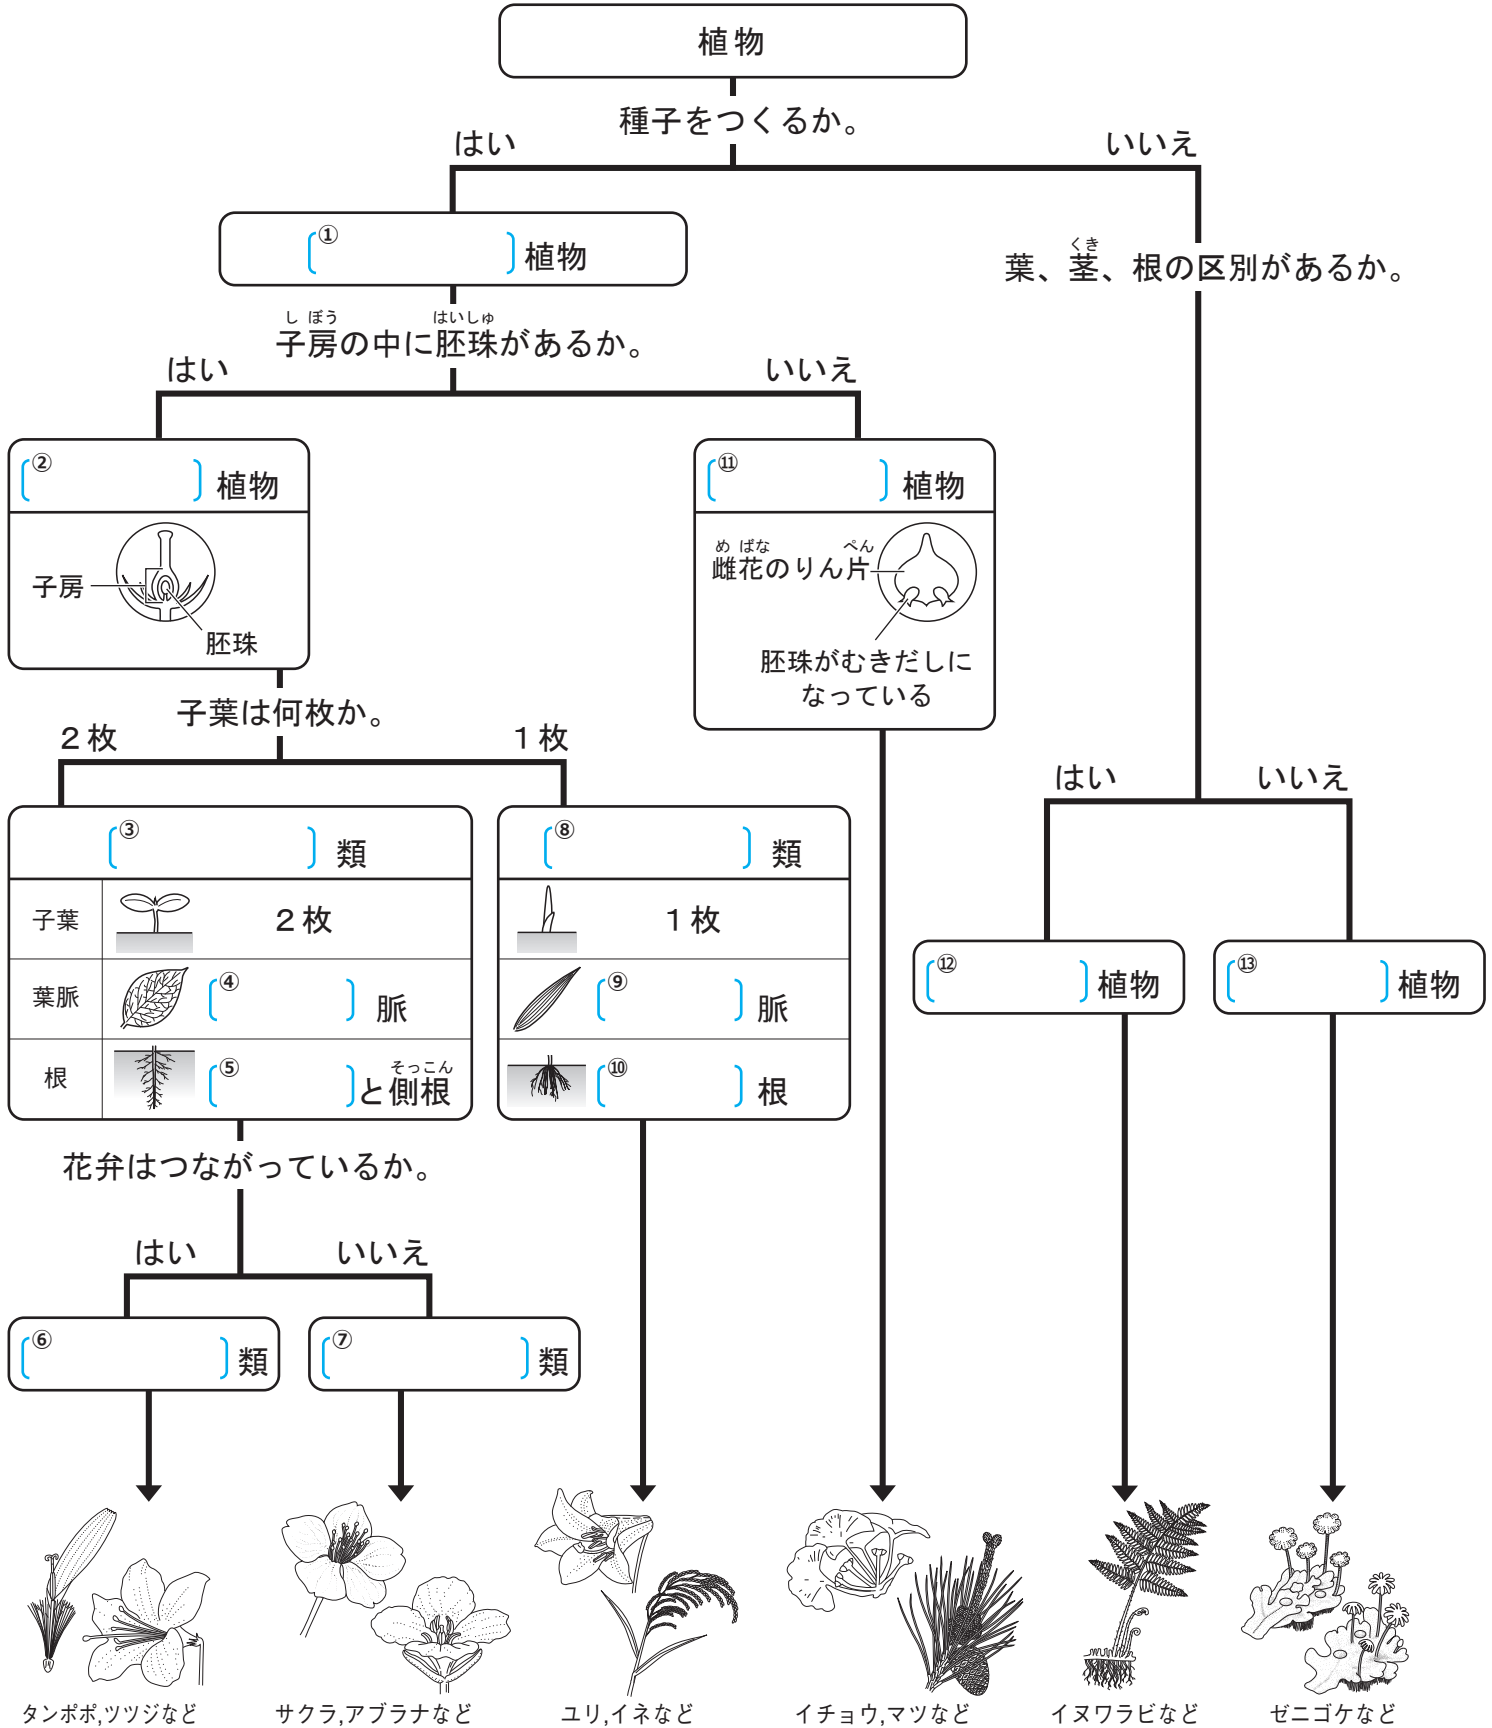 植物
種子をつくるか。
はい
いいえ
① 植物
葉、茎、根の区別があるか。
くき
子房の中に胚珠があるか。
し ぼう
はいしゅ
はい
いいえ
② 植物
子房
胚珠
⑪ 植物
め ばな
ぺん
雌花のりん片
胚珠がむきだしに
なっている
子葉は何枚か。
2枚
1枚
はい
いいえ
③ 類
子葉
2枚
葉脈
④ 脈
根
⑤ と側根
そっこん
⑧ 類
1枚
⑨ 脈
⑩ 根
⑫ 植物
⑬ 植物
花弁はつながっているか。
はい
いいえ
⑥ 類
⑦ 類
タンポポ,ツツジなど
サクラ,アブラナなど
ユリ,イネなど
イチョウ,マツなど
イヌワラビなど
ゼニゴケなど